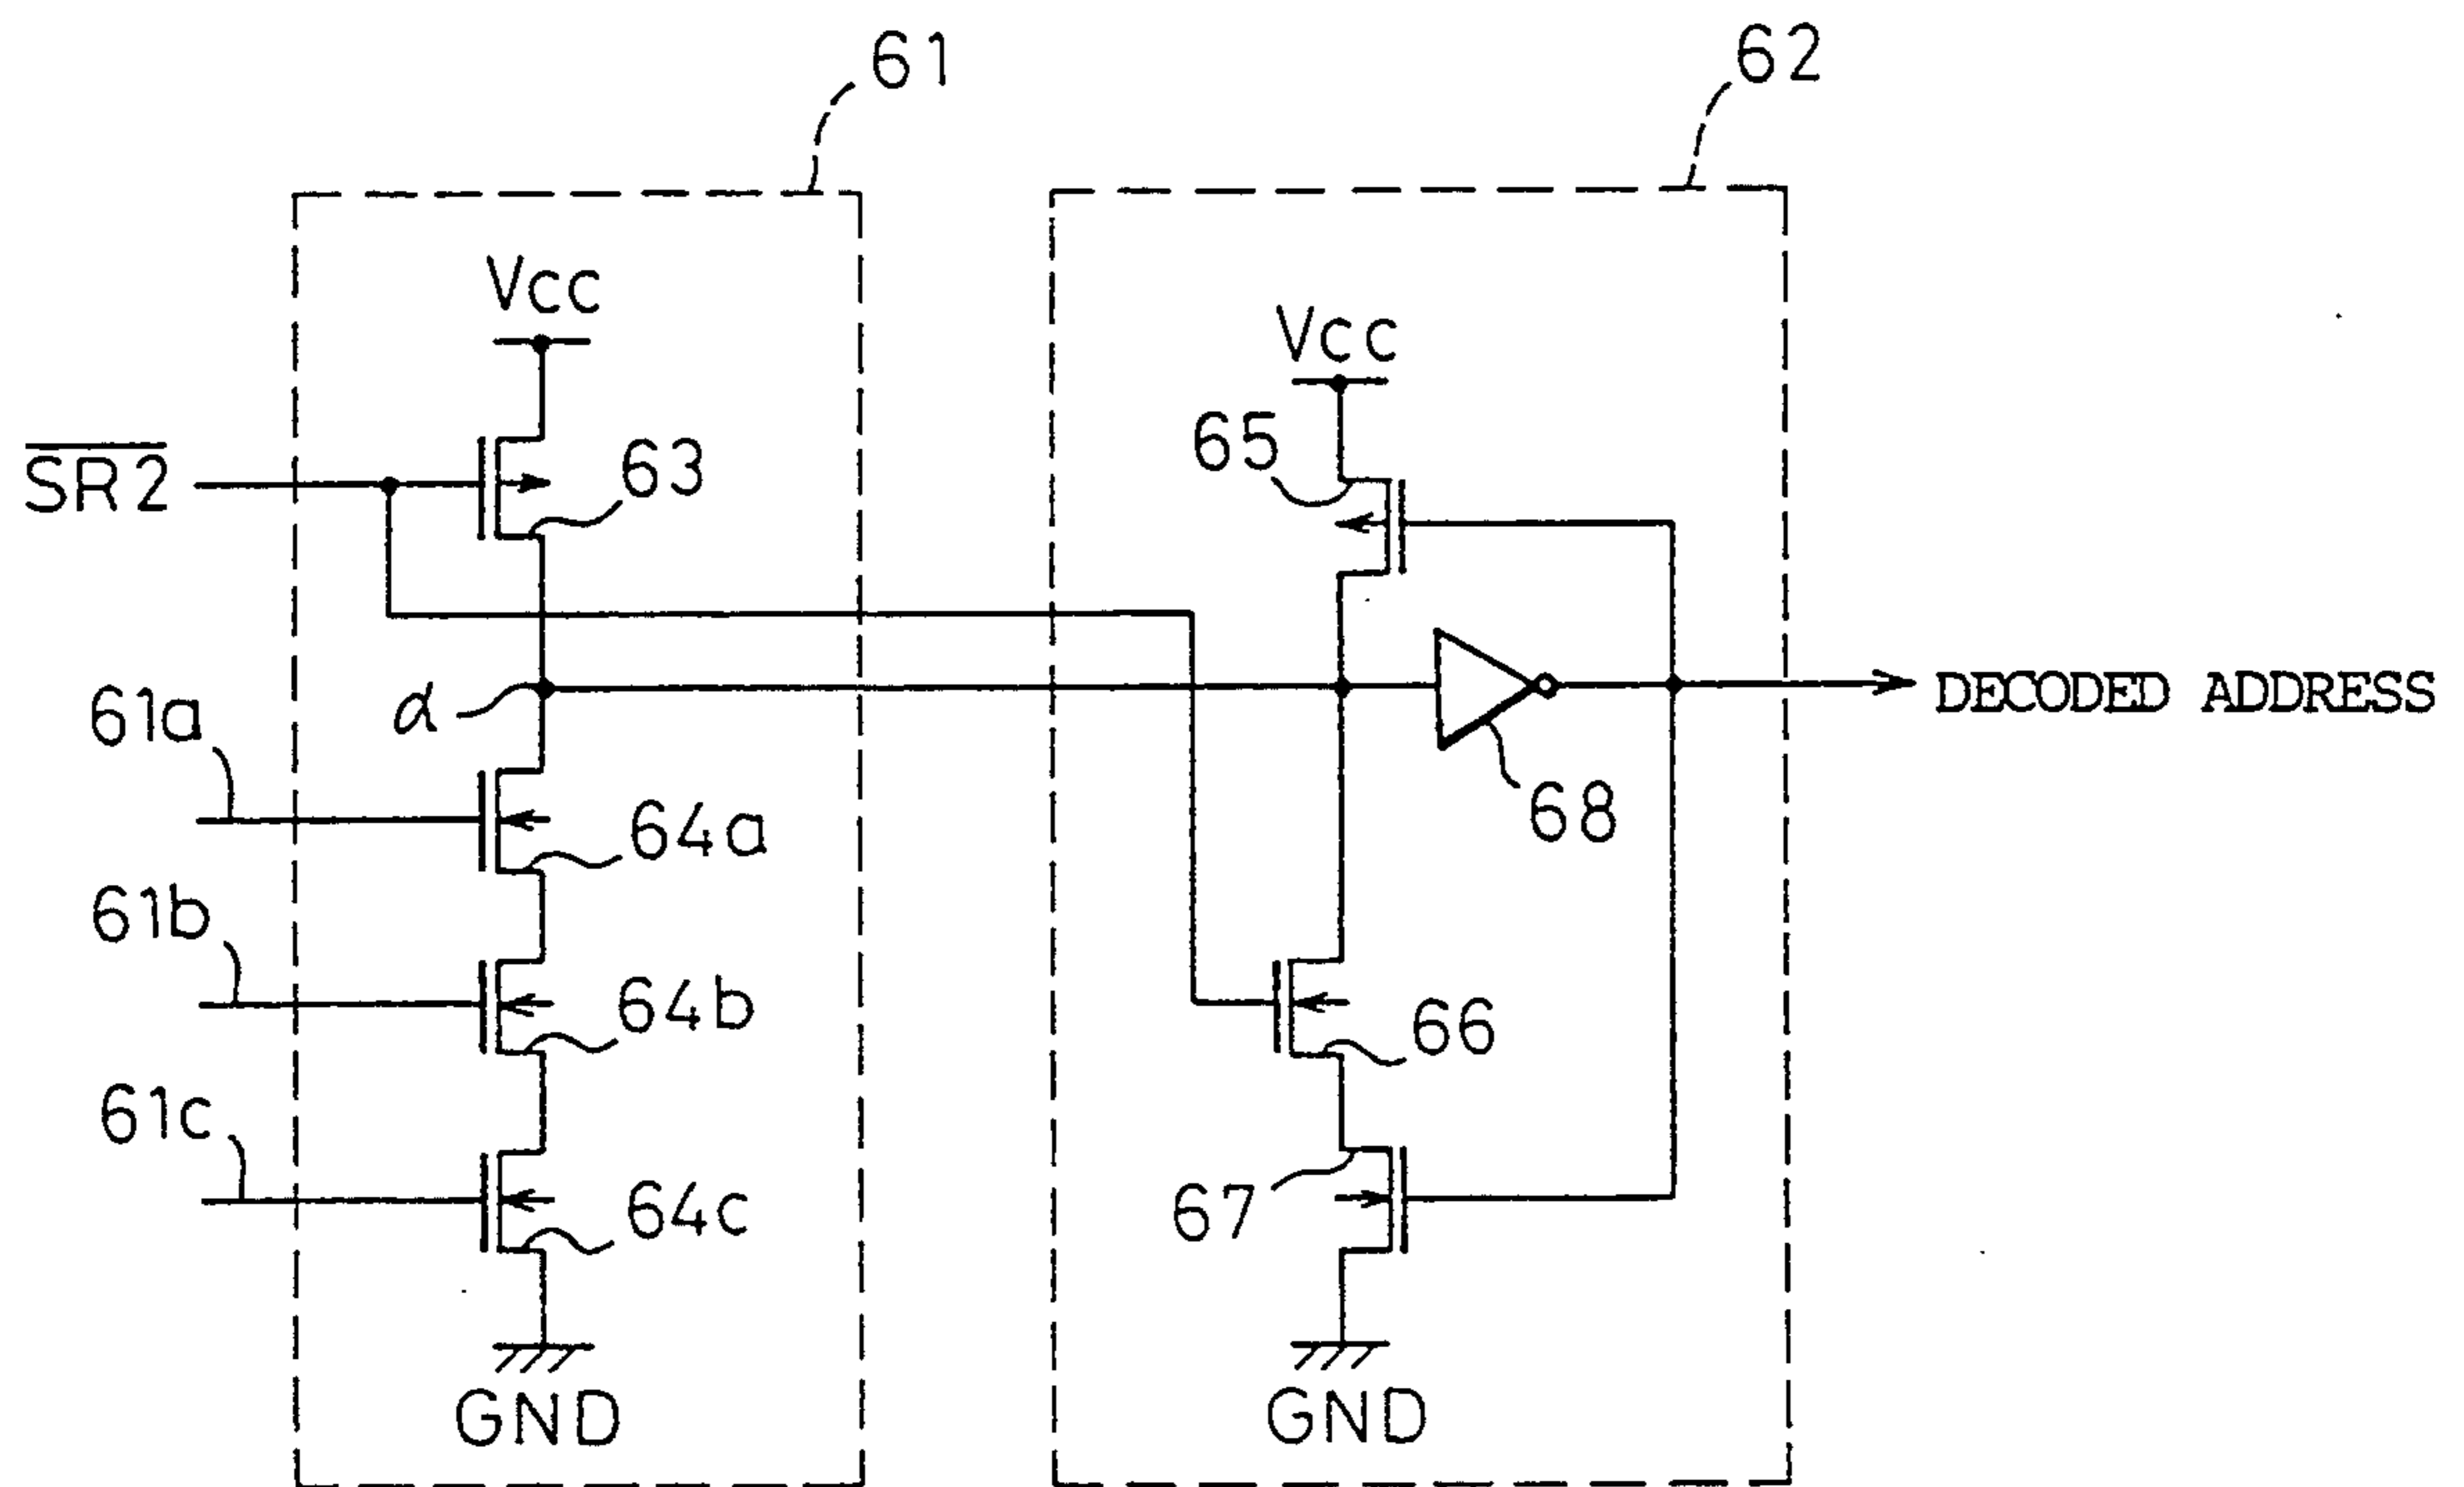 61
62
Vcc
Vcc
65
S̅R̅2̅
63
61a
α
DECODED ADDRESS
64a
68
61b
64b
66
61c
64c
67
GND
GND